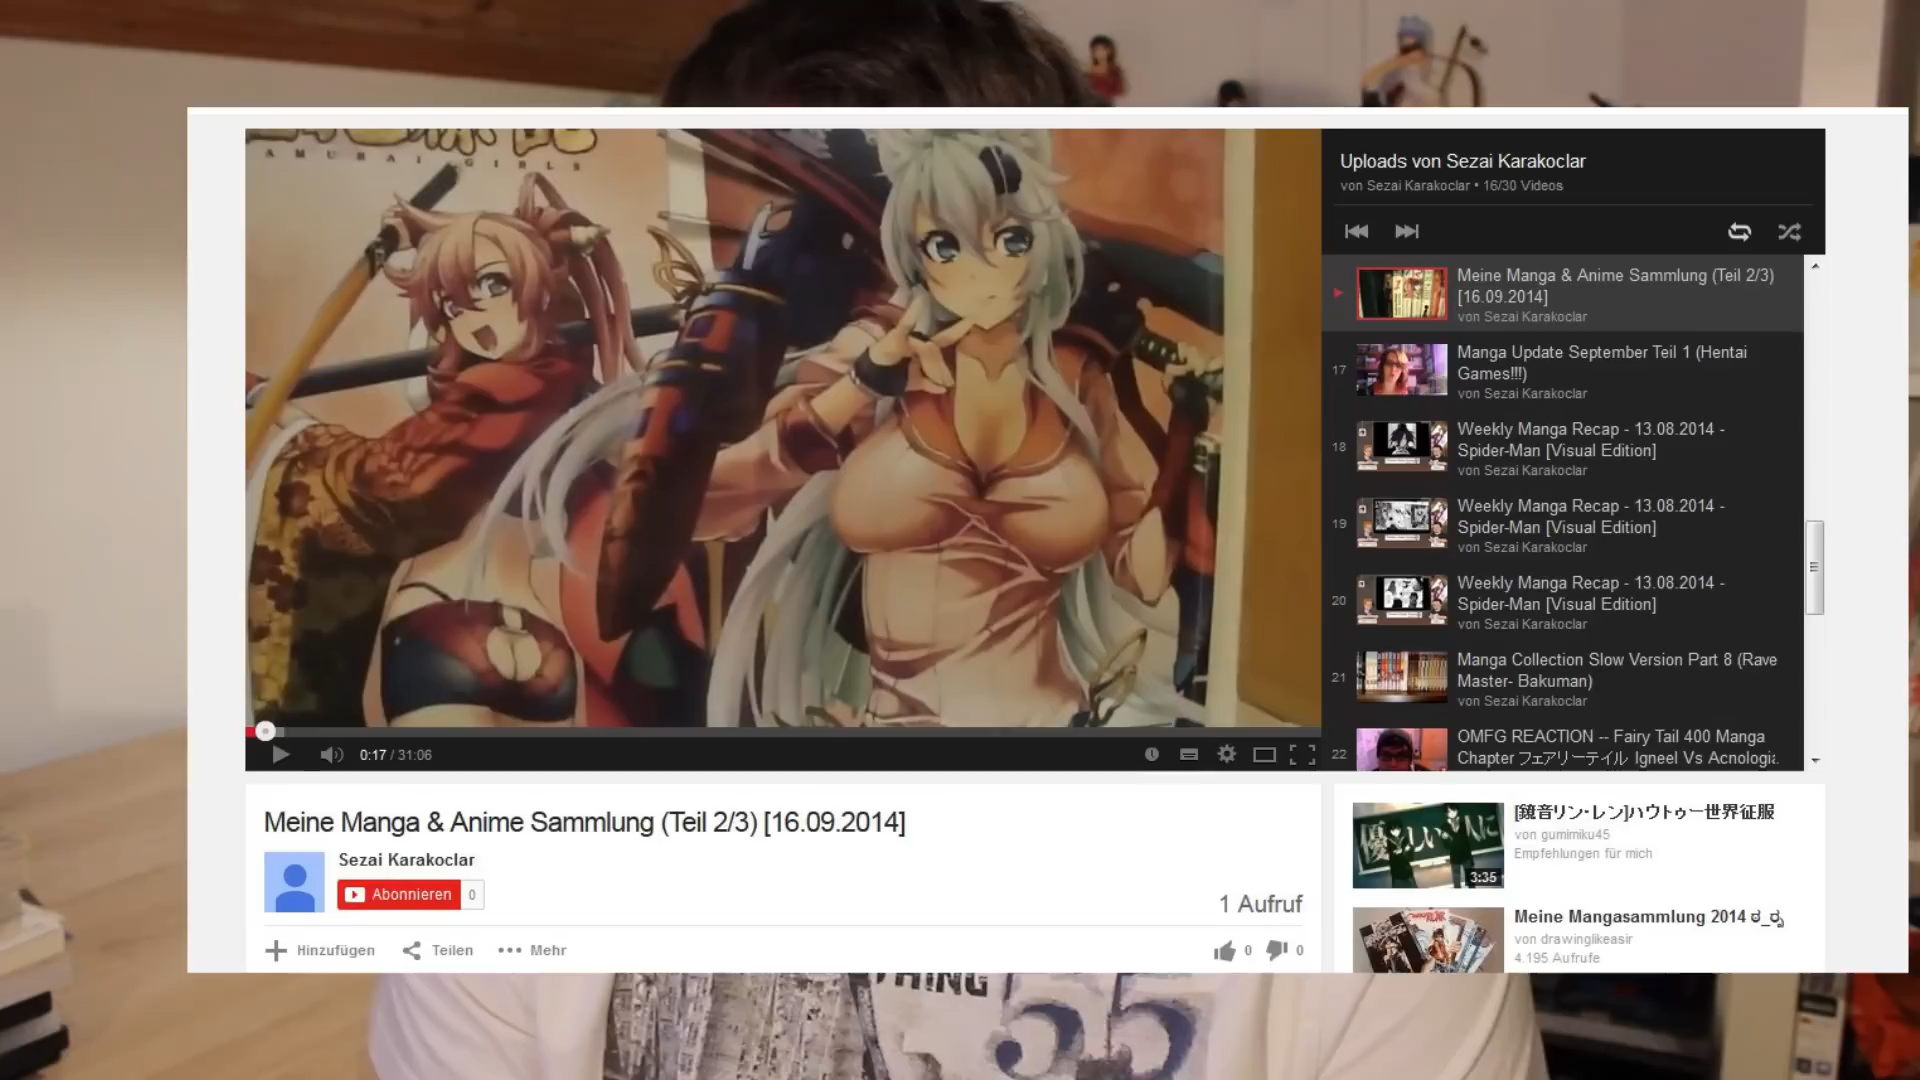 AMURAI GIRLS
Uploads von Sezai Karakoclar
von Sezai Karakoclar • 16/30 Videos
Meine Manga & Anime Sammlung (Teil 2/3)
[16.09.2014]
von Sezai Karakoclar
17
Manga Update September Teil 1 (Hentai
Games!!!)
von Sezai Karakoclar
18
Weekly Manga Recap - 13.08.2014 -
Spider-Man [Visual Edition]
von Sezai Karakoclar
19
Weekly Manga Recap - 13.08.2014 -
Spider-Man [Visual Edition]
von Sezai Karakoclar
20
Weekly Manga Recap - 13.08.2014 -
Spider-Man [Visual Edition]
von Sezai Karakoclar
21
Manga Collection Slow Version Part 8 (Rave
Master- Bakuman)
von Sezai Karakoclar
22
OMFG REACTION -- Fairy Tail 400 Manga
Chapter フェアリーテイル Igneel Vs Acnologia
0:17 / 31:06
Meine Manga & Anime Sammlung (Teil 2/3) [16.09.2014]
Sezai Karakoclar
Abonnieren 0
1 Aufruf
Hinzufügen Teilen Mehr 0 0
[鏡音リン・レン]ハウトゥー世界征服
von gumimiku45
Empfehlungen für mich
3:35
Meine Mangasammlung 2014 ಠ_ಠ
von drawinglikeasir
4.195 Aufrufe
THING
55